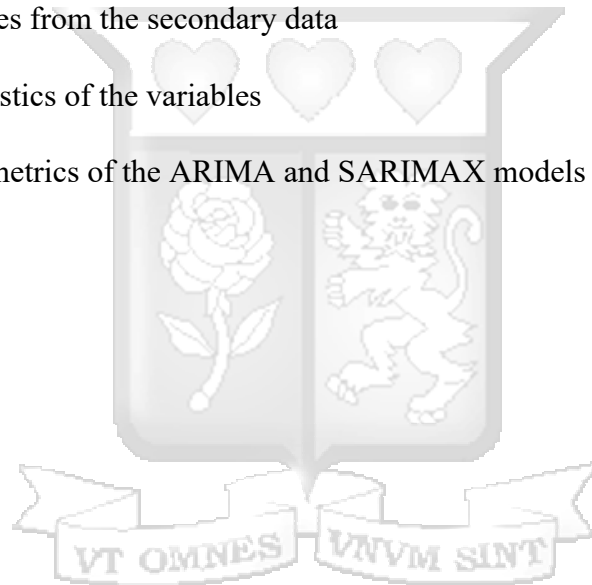 es from the secondary data
stics of the variables
netrics of the ARIMA and SARIMAX models
VT OMNES VNVM SINT